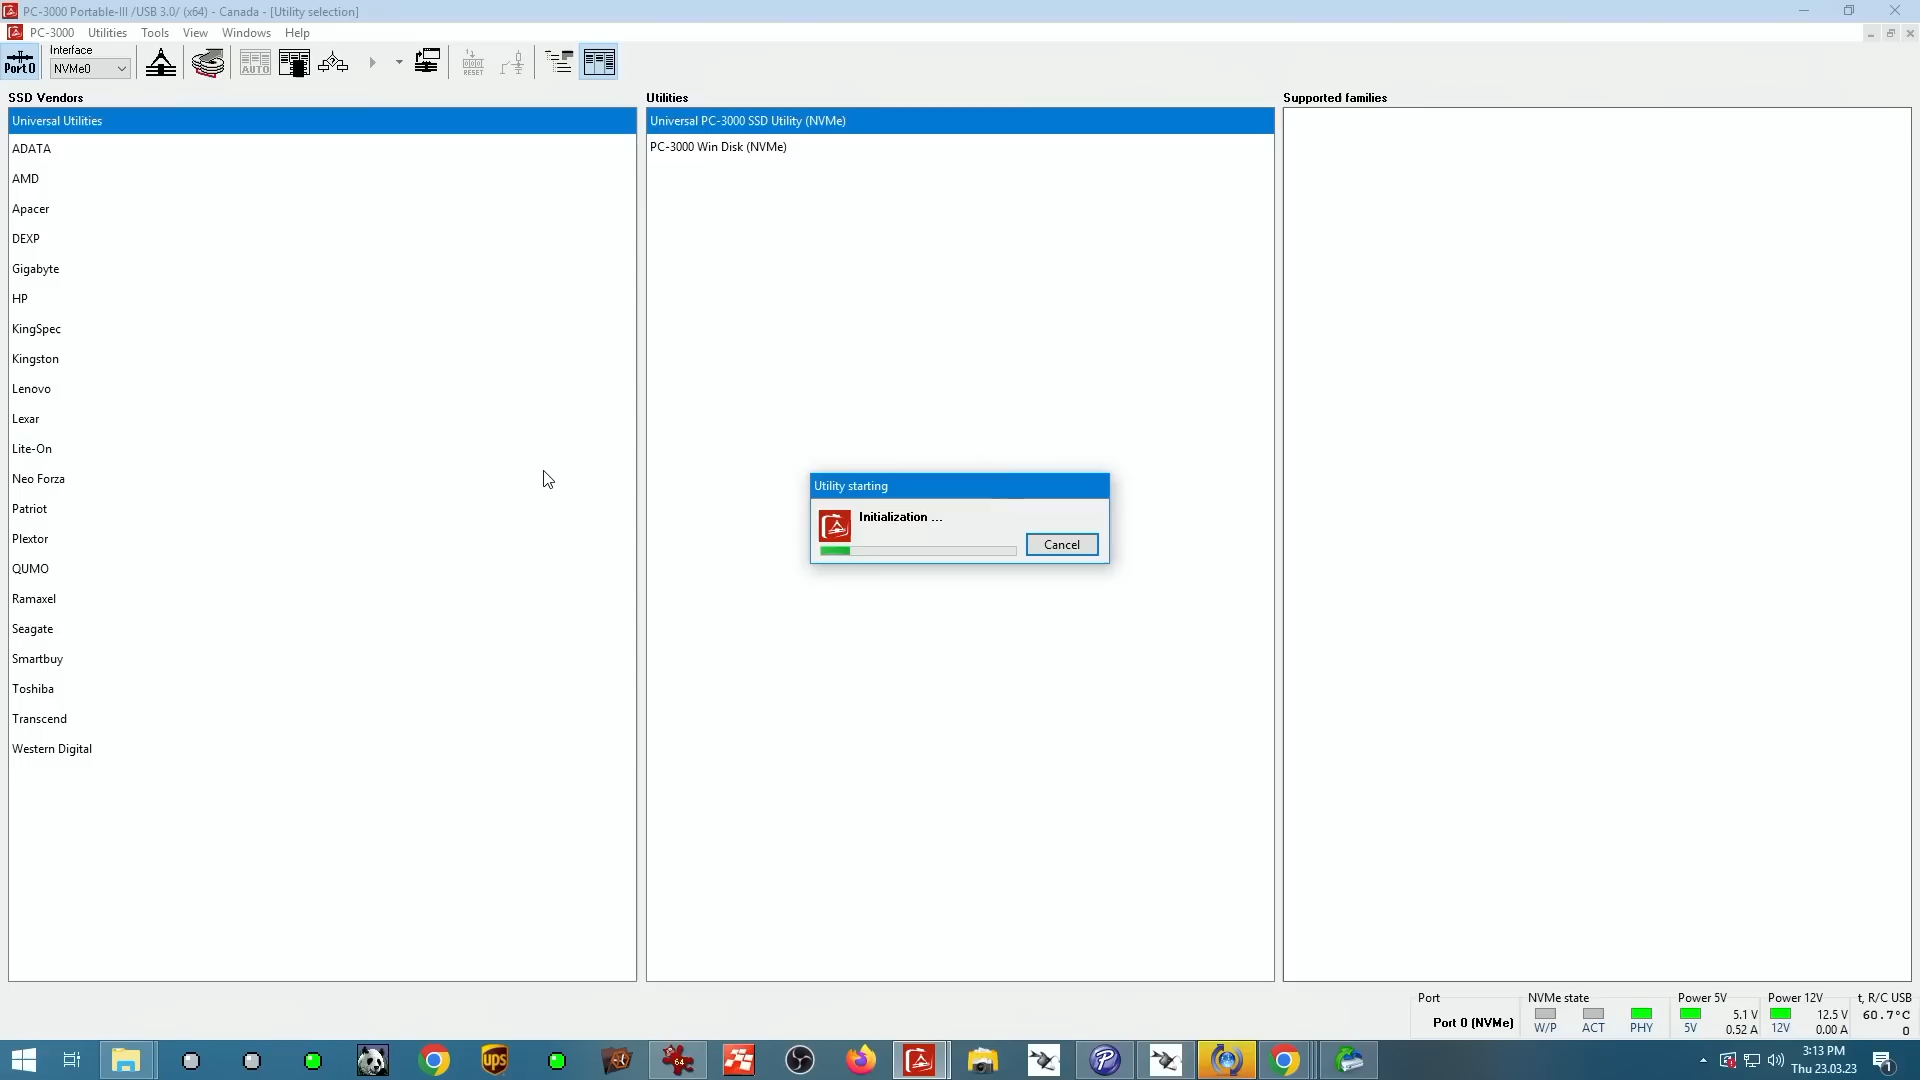 PC-3000 Portable-III /USB 3.0/ (x64) - Canada - [Utility selection]
PC-3000 Utilities Tools View Windows Help
Port 0
Interface
NVMe0
AUTO
RESET
SSD Vendors
Universal Utilities
ADATA
AMD
Apacer
DEXP
Gigabyte
HP
KingSpec
Kingston
Lenovo
Lexar
Lite-On
Neo Forza
Patriot
Plextor
QUMO
Ramaxel
Seagate
Smartbuy
Toshiba
Transcend
Western Digital
Utilities
Universal PC-3000 SSD Utility (NVMe)
PC-3000 Win Disk (NVMe)
Supported families
Utility starting
Initialization ...
Cancel
Port
Port 0 (NVMe)
NVMe state
W/P ACT PHY
Power 5V
5V
5.1 V
0.52 A
Power 12V
12V
12.5 V
0.00 A
t, R/C USB
60.7°C
0
ups
64
P
3:13 PM
Thu 23.03.23
1